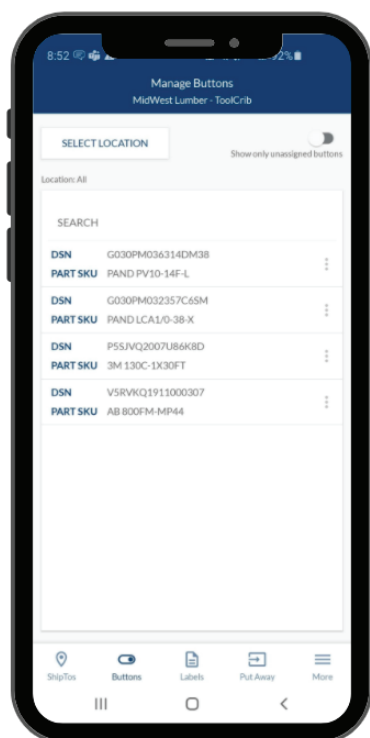 8:52
Manage Buttons
MidWest Lumber - ToolCrib
SELECT LOCATION
Show only unassigned buttons
Location: All
SEARCH
DSN G030PM036314DM38
PART SKU PAND PV10-14F-L
DSN G030PM032357C6SM
PART SKU PAND LCA1/0-38-X
DSN P5SJVQ2007U86K8D
PART SKU 3M 130C-1X30FT
DSN V5RVKQ1911000307
PART SKU AB 800FM-MP44
ShipTos Buttons Labels Put Away More